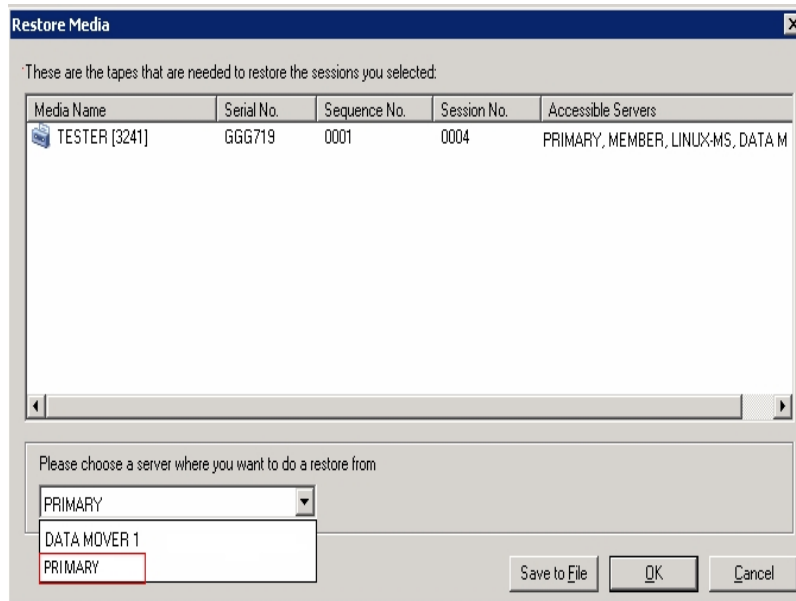 Restore Media
These are the tapes that are needed to restore the sessions you selected:
Media Name Serial No. Sequence No. Session No. Accessible Servers
TESTER [3241] GGG719 0001 0004 PRIMARY, MEMBER, LINUX-MS, DATA M
Please choose a server where you want to do a restore from
PRIMARY
DATA MOVER 1
PRIMARY
Save to File OK Cancel